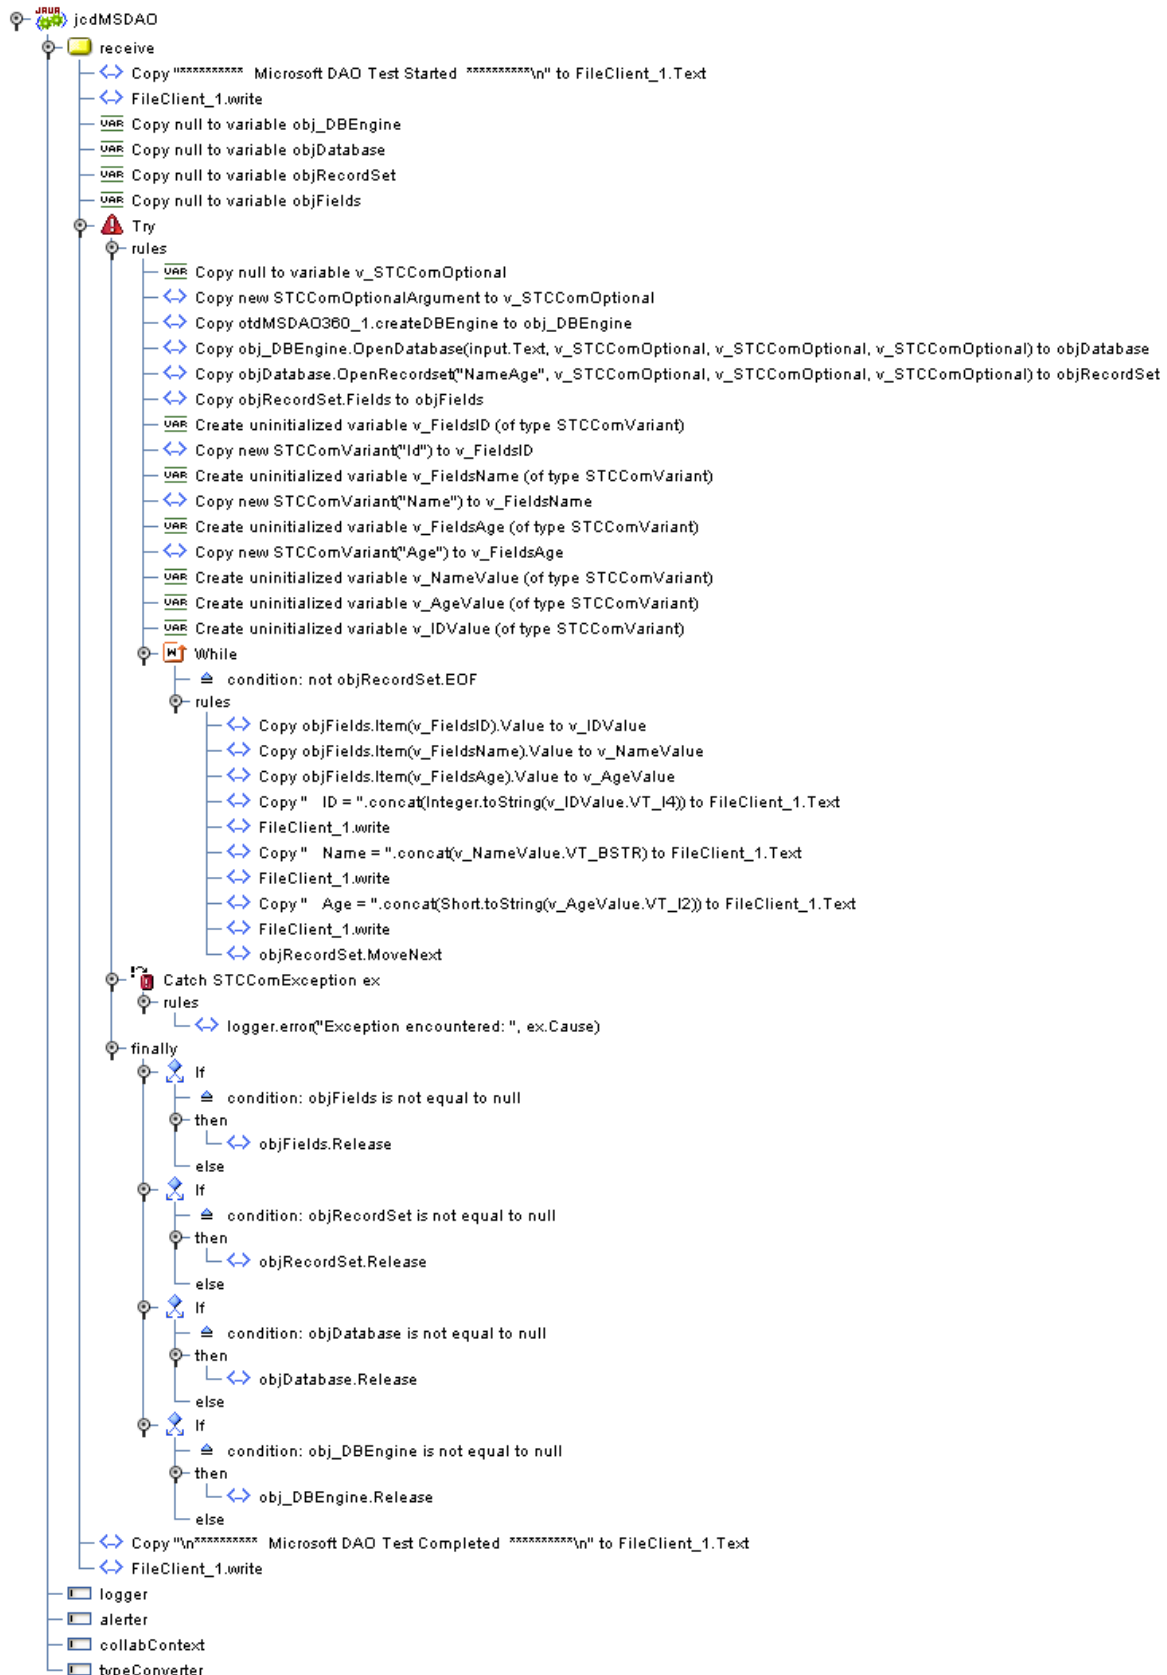 JAVA
jcdMSDAO
receive
Copy "********** Microsoft DAO Test Started **********\n" to FileClient_1.Text
FileClient_1.write
VAR Copy null to variable obj_DBEngine
VAR Copy null to variable objDatabase
VAR Copy null to variable objRecordSet
VAR Copy null to variable objFields
Try
rules
VAR Copy null to variable v_STCComOptional
Copy new STCComOptionalArgument to v_STCComOptional
Copy otdMSDAO360_1.createDBEngine to obj_DBEngine
Copy obj_DBEngine.OpenDatabase(input.Text, v_STCComOptional, v_STCComOptional, v_STCComOptional) to objDatabase
Copy objDatabase.OpenRecordset("NameAge", v_STCComOptional, v_STCComOptional, v_STCComOptional) to objRecordSet
Copy objRecordSet.Fields to objFields
VAR Create uninitialized variable v_FieldsID (of type STCComVariant)
Copy new STCComVariant("Id") to v_FieldsID
VAR Create uninitialized variable v_FieldsName (of type STCComVariant)
Copy new STCComVariant("Name") to v_FieldsName
VAR Create uninitialized variable v_FieldsAge (of type STCComVariant)
Copy new STCComVariant("Age") to v_FieldsAge
VAR Create uninitialized variable v_NameValue (of type STCComVariant)
VAR Create uninitialized variable v_AgeValue (of type STCComVariant)
VAR Create uninitialized variable v_IDValue (of type STCComVariant)
W While
condition: not objRecordSet.EOF
rules
Copy objFields.Item(v_FieldsID).Value to v_IDValue
Copy objFields.Item(v_FieldsName).Value to v_NameValue
Copy objFields.Item(v_FieldsAge).Value to v_AgeValue
Copy " ID = ".concat(Integer.toString(v_IDValue.VT_I4)) to FileClient_1.Text
FileClient_1.write
Copy " Name = ".concat(v_NameValue.VT_BSTR) to FileClient_1.Text
FileClient_1.write
Copy " Age = ".concat(Short.toString(v_AgeValue.VT_I2)) to FileClient_1.Text
FileClient_1.write
objRecordSet.MoveNext
Catch STCComException ex
rules
logger.error("Exception encountered: ", ex.Cause)
finally
If
condition: objFields is not equal to null
then
objFields.Release
else
If
condition: objRecordSet is not equal to null
then
objRecordSet.Release
else
If
condition: objDatabase is not equal to null
then
objDatabase.Release
else
If
condition: obj_DBEngine is not equal to null
then
obj_DBEngine.Release
else
Copy "\n********** Microsoft DAO Test Completed **********\n" to FileClient_1.Text
FileClient_1.write
logger
alerter
collabContext
typeConverter